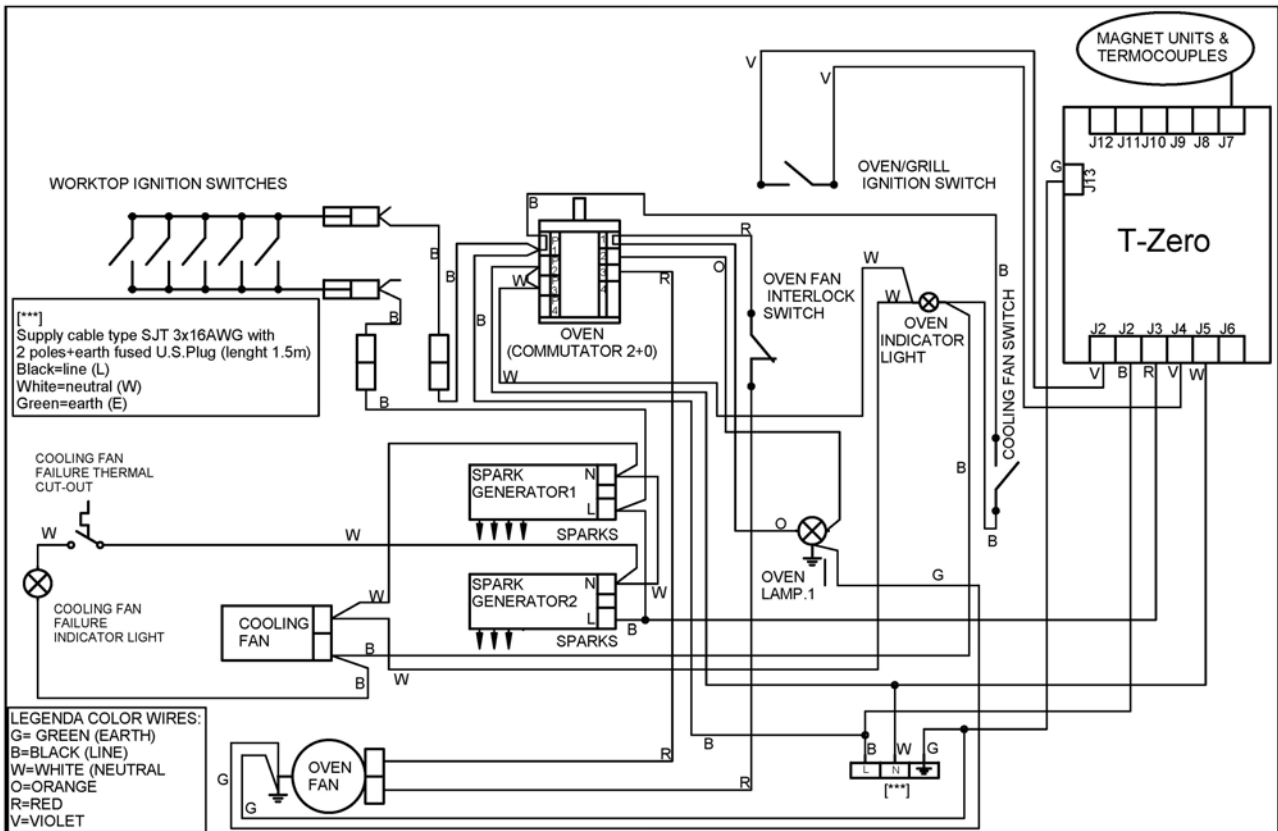 MAGNET UNITS &
TERMOCOUPLES
J12 J11 J10 J9 J8 J7
G
J13
T-Zero
J2 J2 J3 J4 J5 J6
V B R V W
V
V
OVEN/GRILL
IGNITION SWITCH
WORKTOP IGNITION SWITCHES
B
B
B
B
B
[***]
Supply cable type SJT 3x16AWG with
2 poles+earth fused U.S.Plug (lenght 1.5m)
Black=line (L)
White=neutral (W)
Green=earth (E)
B
W
B
W
1
2
3
4
OVEN
(COMMUTATOR 2+0)
R
O
R
OVEN FAN
INTERLOCK
SWITCH
W
W
OVEN
INDICATOR
LIGHT
B
COOLING FAN SWITCH
B
B
COOLING FAN
FAILURE THERMAL
CUT-OUT
W
W
COOLING FAN
FAILURE
INDICATOR LIGHT
SPARK
GENERATOR1
N
L
SPARKS
SPARK
GENERATOR2
N
L
SPARKS
W
B
O
OVEN
LAMP.1
G
COOLING
FAN
W
B
B
W
LEGENDA COLOR WIRES:
G= GREEN (EARTH)
B=BLACK (LINE)
W=WHITE (NEUTRAL
O=ORANGE
R=RED
V=VIOLET
G
G
OVEN
FAN
R
R
B
B W G
L N
[***]